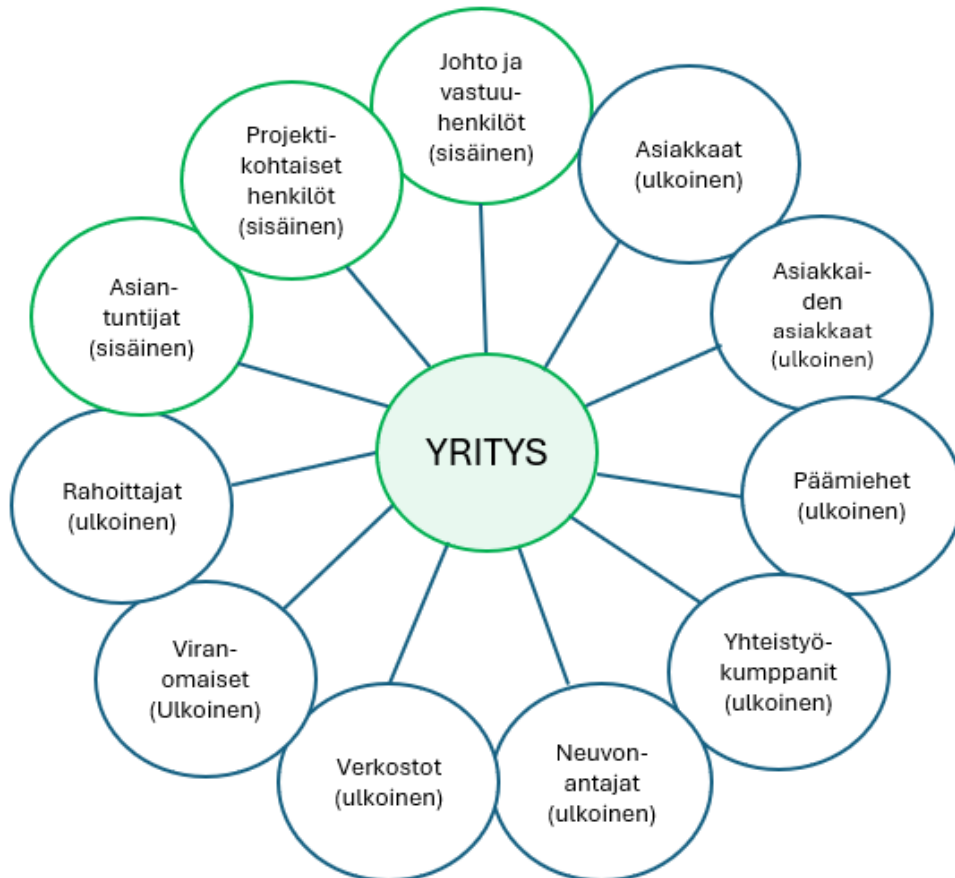 Johto ja
vastuu-
henkilöt
(sisäinen)
Asiakkaat
(ulkoinen)
Asiakkai-
den
asiakkaat
(ulkoinen)
Päämiehet
(ulkoinen)
Yhteistyö-
kumppanit
(ulkoinen)
Neuvon-
antajat
(ulkoinen)
Verkostot
(ulkoinen)
Viran-
omaiset
(Ulkoinen)
Rahoittajat
(ulkoinen)
Asian-
tuntijat
(sisäinen)
Projekti-
kohtaiset
henkilöt
(sisäinen)
YRITYS